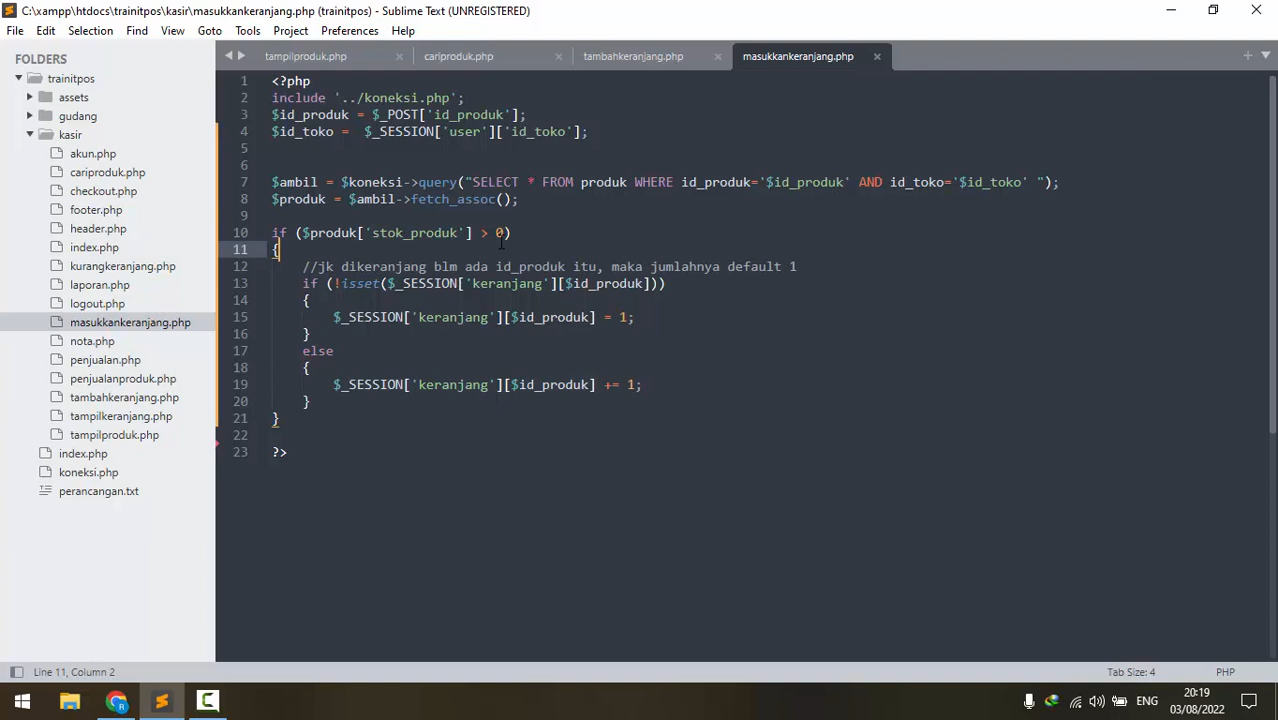 C:\xampp\htdocs\trainitpos\kasir\masukkankeranjang.php (trainitpos) - Sublime Text (UNREGISTERED)
File Edit Selection Find View Goto Tools Project Preferences Help
FOLDERS
trainitpos
assets
gudang
kasir
akun.php
cariproduk.php
checkout.php
footer.php
header.php
index.php
kurangkeranjang.php
laporan.php
logout.php
masukkankeranjang.php
nota.php
penjualan.php
penjualanproduk.php
tambahkeranjang.php
tampilkeranjang.php
tampilproduk.php
index.php
koneksi.php
perancangan.txt
tampilproduk.php cariproduk.php tambahkeranjang.php masukkankeranjang.php
1 <?php
2 include '../koneksi.php';
3 $id_produk = $_POST['id_produk'];
4 $id_toko =  $_SESSION['user']['id_toko'];
5
6
7 $ambil = $koneksi->query("SELECT * FROM produk WHERE id_produk='$id_produk' AND id_toko='$id_toko' ");
8 $produk = $ambil->fetch_assoc();
9
10 if ($produk['stok_produk'] > 0)
11 {
12     //jk dikeranjang blm ada id_produk itu, maka jumlahnya default 1
13     if (!isset($_SESSION['keranjang'][$id_produk]))
14     {
15         $_SESSION['keranjang'][$id_produk] = 1;
16     }
17     else
18     {
19         $_SESSION['keranjang'][$id_produk] += 1;
20     }
21 }
22
23 ?>
Line 11, Column 2
Tab Size: 4
PHP
ENG
20:19
03/08/2022